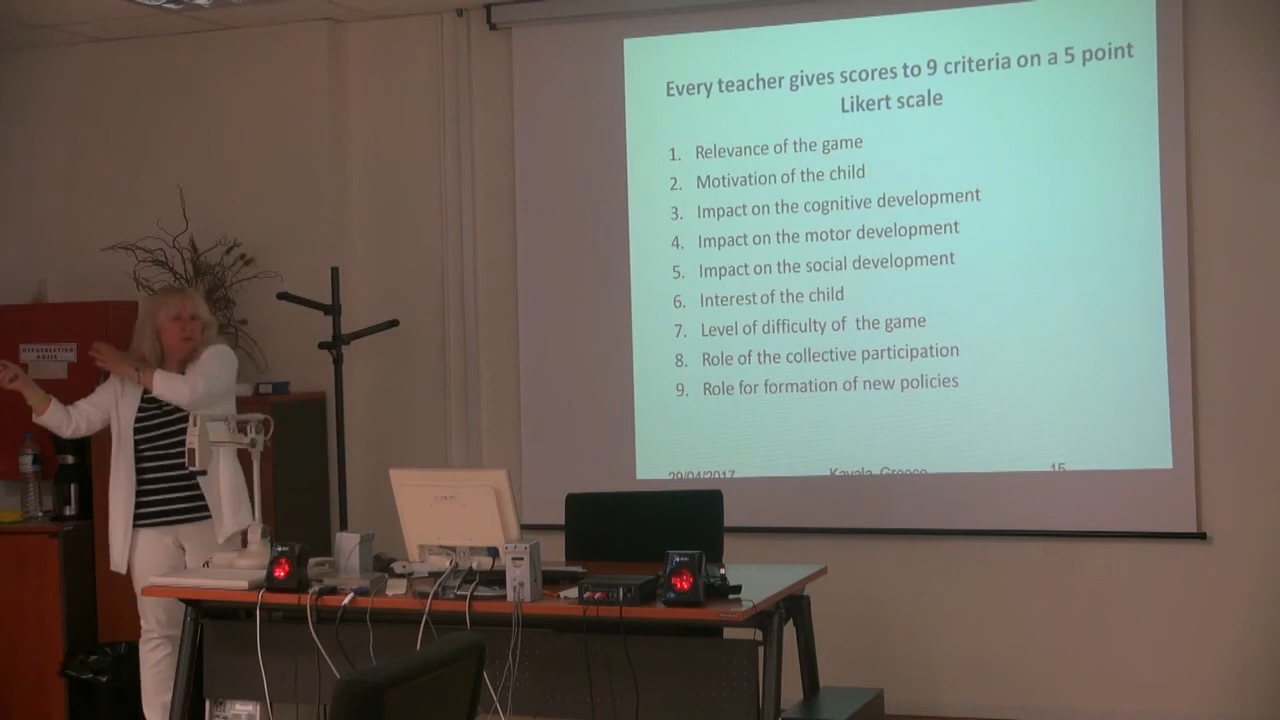 Every teacher gives scores to 9 criteria on a 5 point
Likert scale
1. Relevance of the game
2. Motivation of the child
3. Impact on the cognitive development
4. Impact on the motor development
5. Impact on the social development
6. Interest of the child
7. Level of difficulty of the game
8. Role of the collective participation
9. Role for formation of new policies
29/04/2017 Kavala, Greece 15